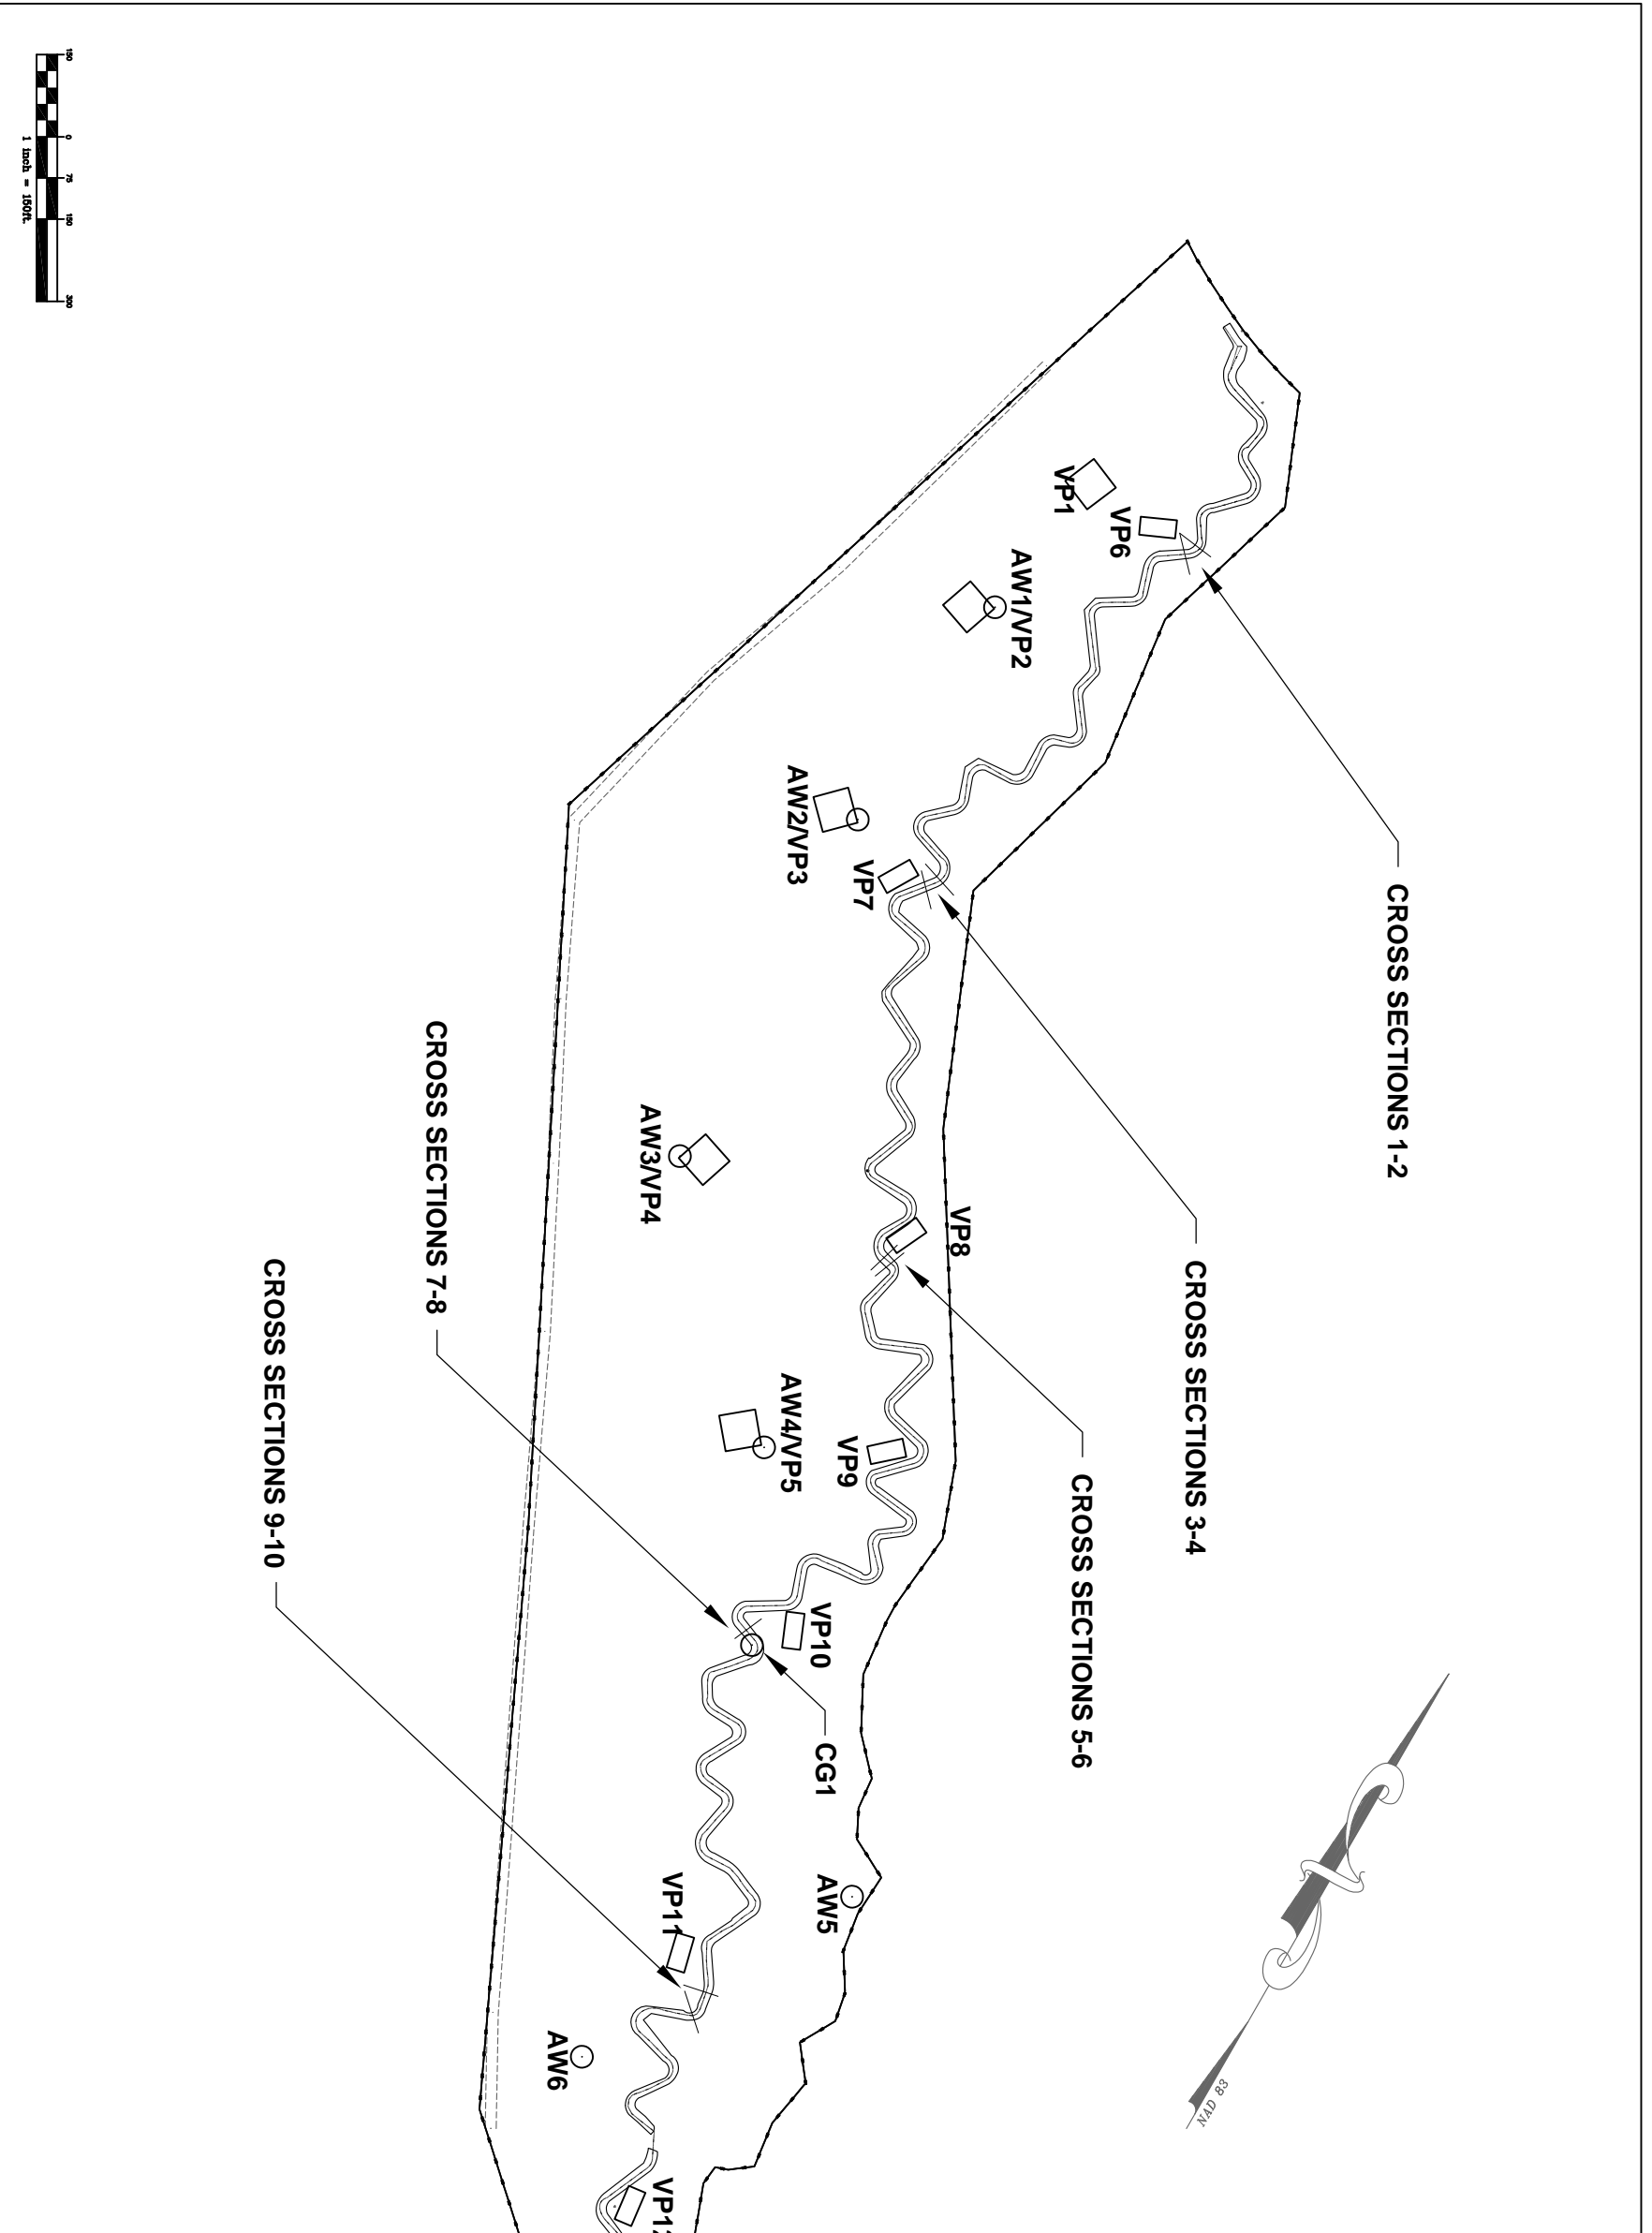 150
0
75
150
300
1 inch = 150ft.
VP1
VP6
AW1/VP2
CROSS SECTIONS 1-2
AW2/VP3
VP7
CROSS SECTIONS 3-4
AW3/VP4
VP8
CROSS SECTIONS 5-6
CROSS SECTIONS 7-8
AW4/VP5
VP9
CROSS SECTIONS 9-10
VP10
CG1
AW5
VP11
AW6
NAD 83